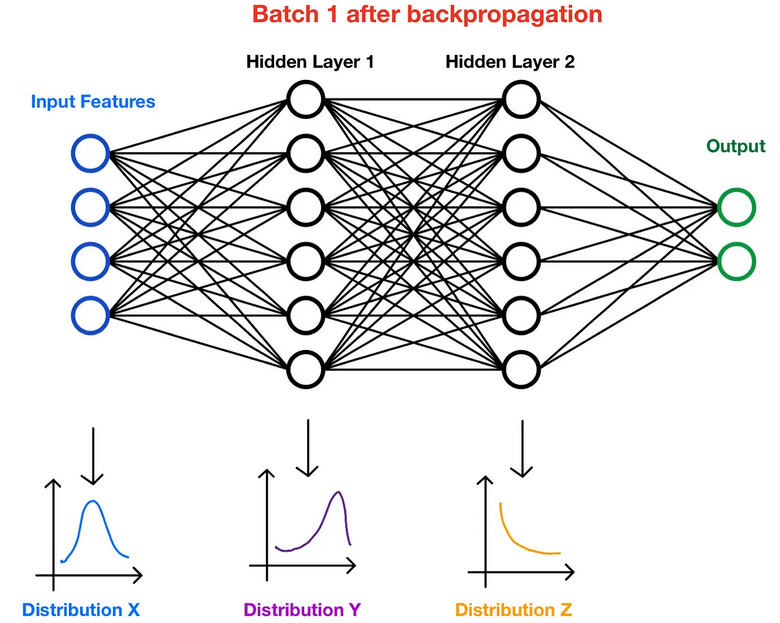 Batch 1 after backpropagation
Hidden Layer 1
Hidden Layer 2
Input Features
Output
Distribution X
Distribution Y
Distribution Z